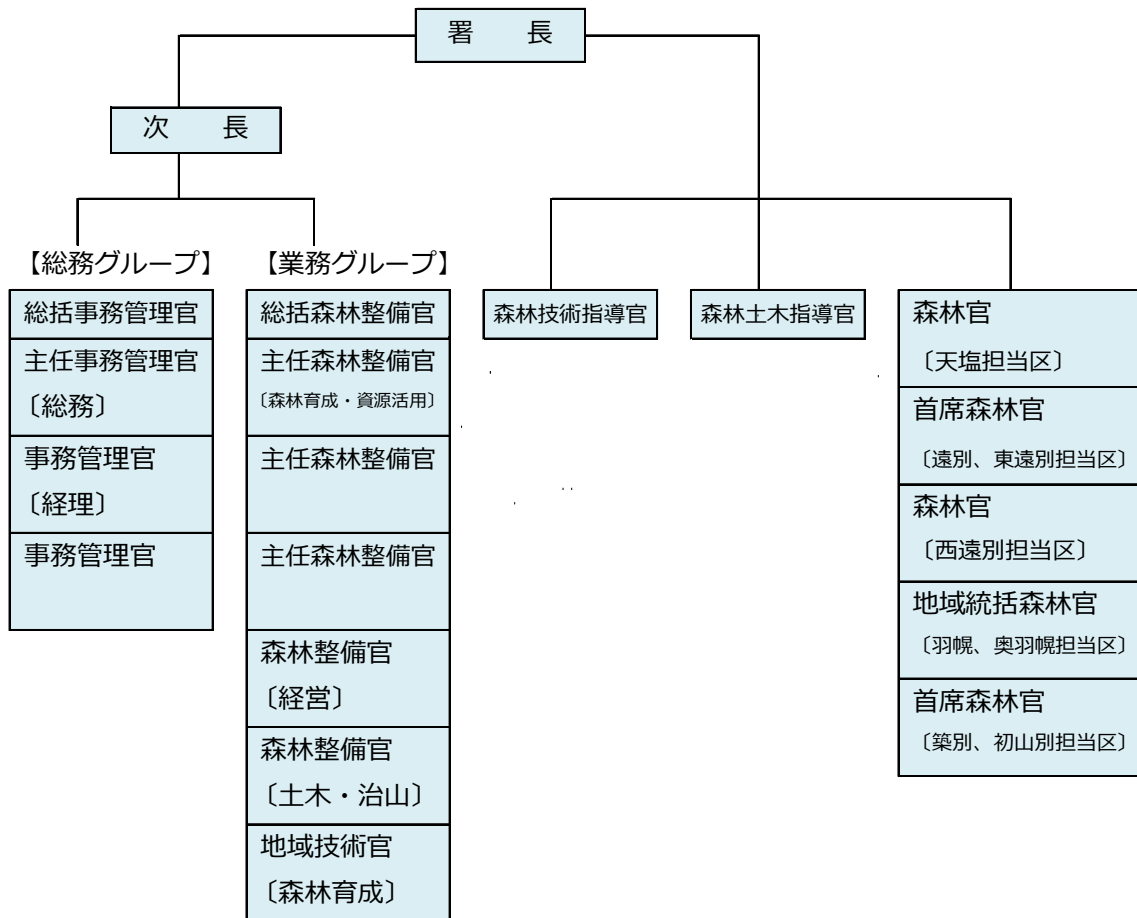 署　　長
次　　長
【総務グループ】
総括事務管理官
主任事務管理官
〔総務〕
事務管理官
〔経理〕
事務管理官
【業務グループ】
総括森林整備官
主任森林整備官
〔森林育成・資源活用〕
主任森林整備官
主任森林整備官
森林整備官
〔経営〕
森林整備官
〔土木・治山〕
地域技術官
〔森林育成〕
森林技術指導官
森林土木指導官
森林官
〔天塩担当区〕
首席森林官
〔遠別、東遠別担当区〕
森林官
〔西遠別担当区〕
地域統括森林官
〔羽幌、奥羽幌担当区〕
首席森林官
〔築別、初山別担当区〕